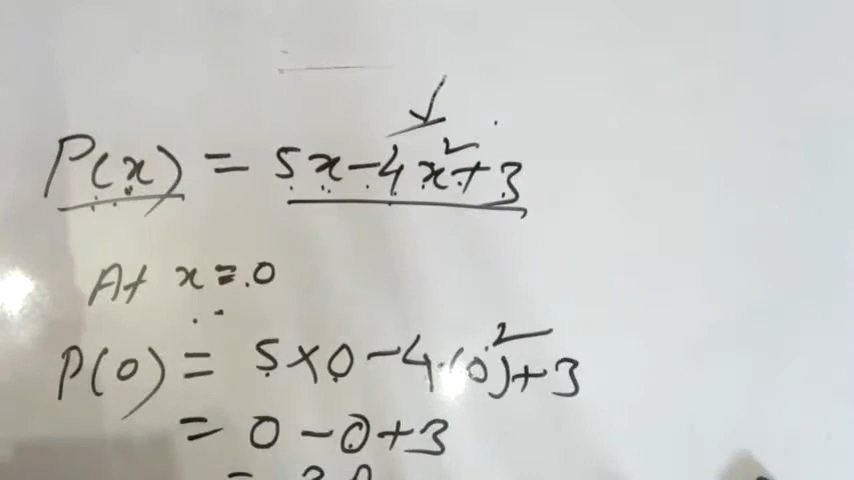 P(x) = 5x-4x²+3
At x=0
P(0) = 5×0-4.(0)²+3
= 0-0+3
=